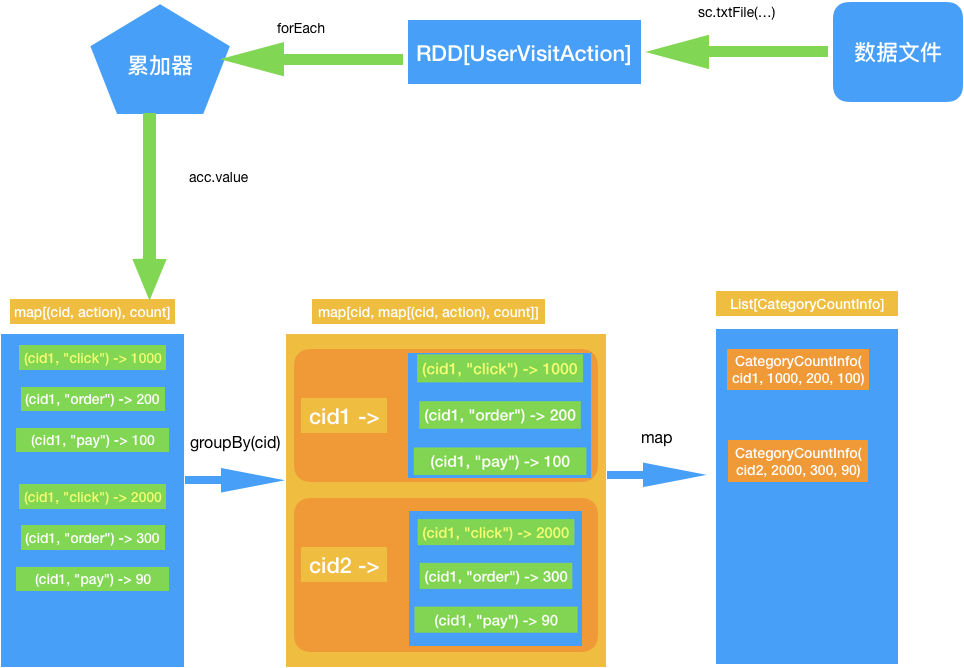 sc.txtFile(...)
forEach
数据文件
RDD[UserVisitAction]
累加器
acc.value
map[(cid, action), count]
(cid1, "click") -> 1000
(cid1, "order") -> 200
(cid1, "pay") -> 100
(cid1, "click") -> 2000
(cid1, "order") -> 300
(cid1, "pay") -> 90
groupBy(cid)
map[cid, map[(cid, action), count]]
cid1 ->
(cid1, "click") -> 1000
(cid1, "order") -> 200
(cid1, "pay") -> 100
cid2 ->
(cid1, "click") -> 2000
(cid1, "order") -> 300
(cid1, "pay") -> 90
map
List[CategoryCountInfo]
CategoryCountInfo(
cid1, 1000, 200, 100)
CategoryCountInfo(
cid2, 2000, 300, 90)